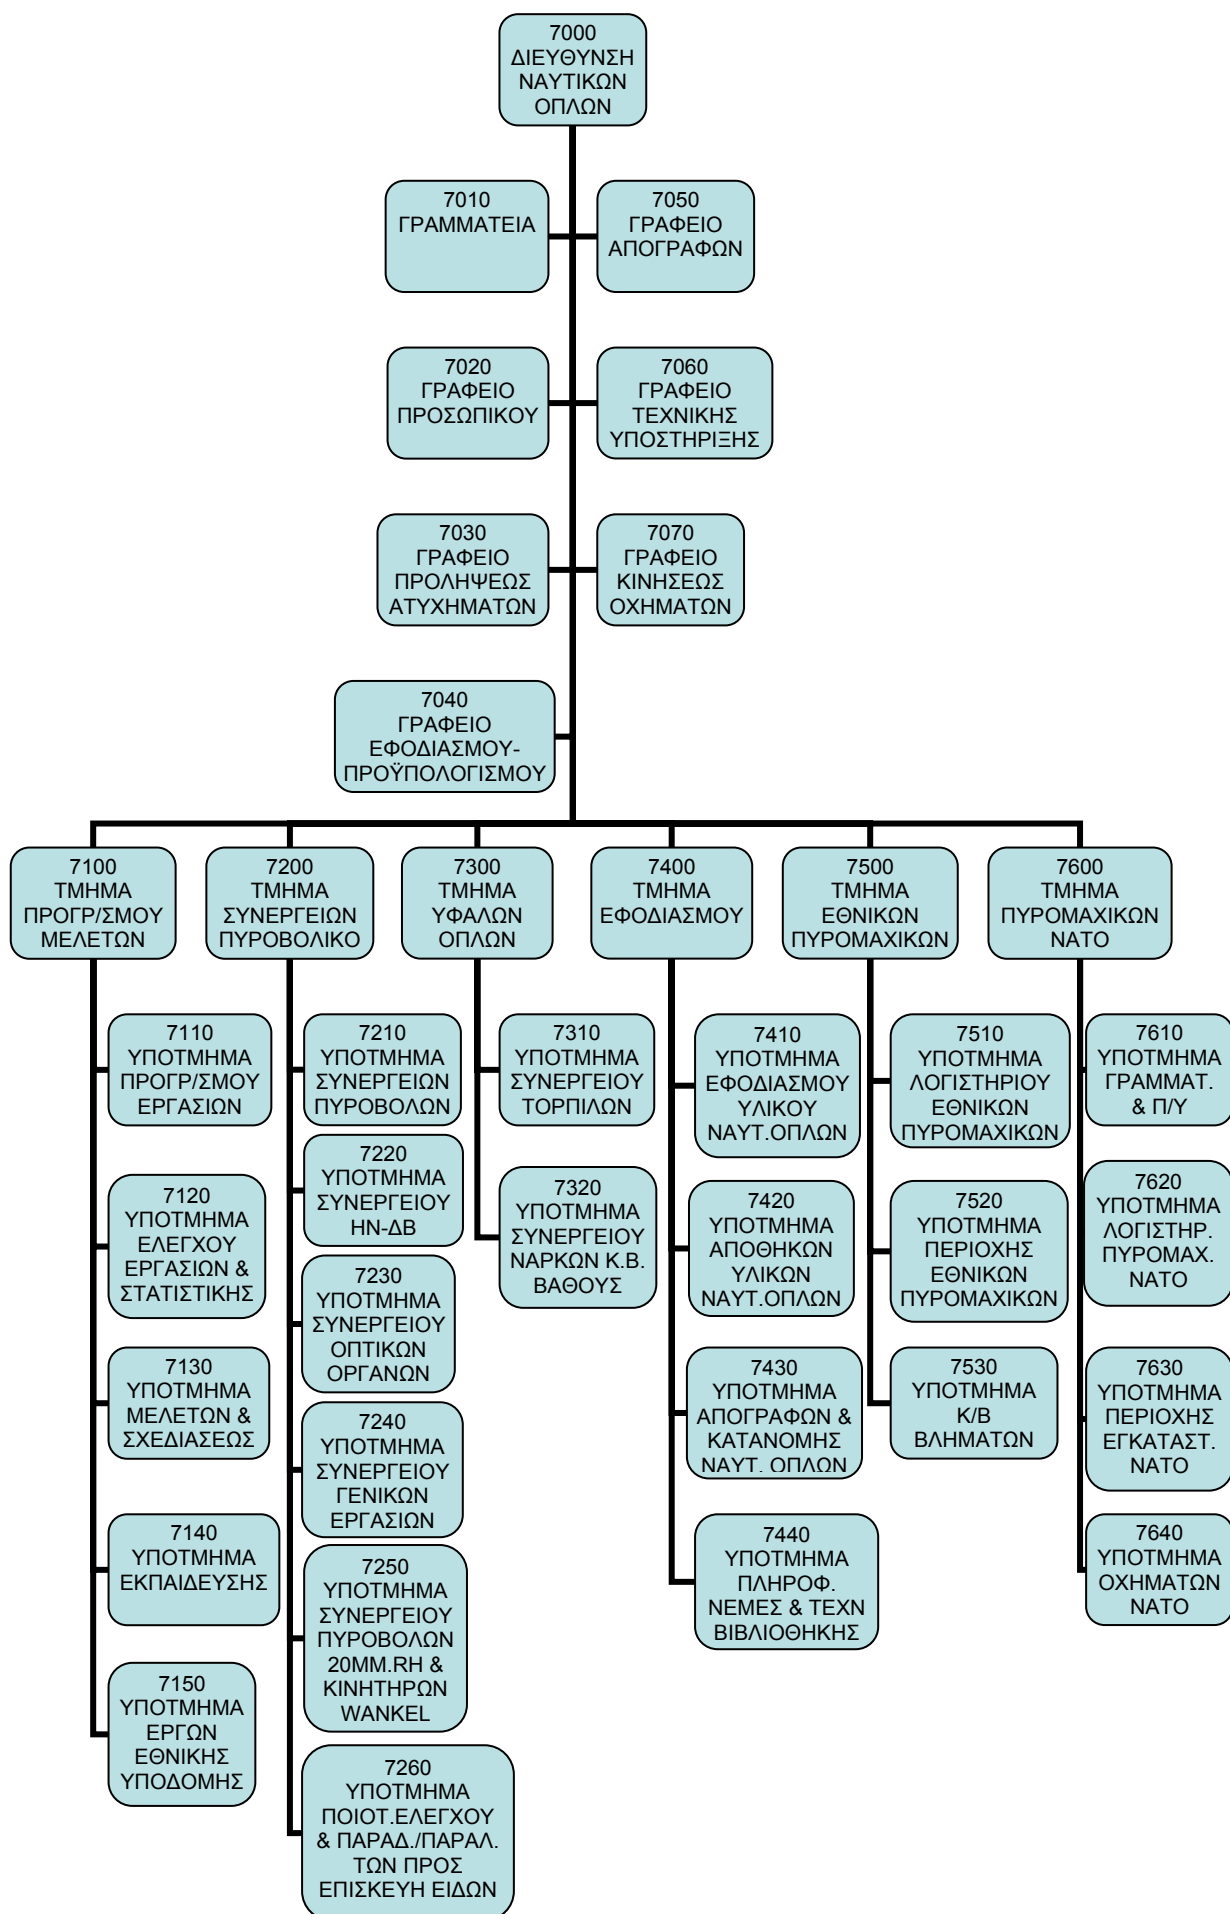 7000
ΔΙΕΥΘΥΝΣΗ
ΝΑΥΤΙΚΩΝ
ΟΠΛΩΝ
7010
ΓΡΑΜΜΑΤΕΙΑ
7050
ΓΡΑΦΕΙΟ
ΑΠΟΓΡΑΦΩΝ
7020
ΓΡΑΦΕΙΟ
ΠΡΟΣΩΠΙΚΟΥ
7060
ΓΡΑΦΕΙΟ
ΤΕΧΝΙΚΗΣ
ΥΠΟΣΤΗΡΙΞΗΣ
7030
ΓΡΑΦΕΙΟ
ΠΡΟΛΗΨΕΩΣ
ΑΤΥΧΗΜΑΤΩΝ
7070
ΓΡΑΦΕΙΟ
ΚΙΝΗΣΕΩΣ
ΟΧΗΜΑΤΩΝ
7040
ΓΡΑΦΕΙΟ
ΕΦΟΔΙΑΣΜΟΥ-
ΠΡΟΫΠΟΛΟΓΙΣΜΟΥ
7100
ΤΜΗΜΑ
ΠΡΟΓΡ/ΣΜΟΥ
ΜΕΛΕΤΩΝ
7200
ΤΜΗΜΑ
ΣΥΝΕΡΓΕΙΩΝ
ΠΥΡΟΒΟΛΙΚΟ
7300
ΤΜΗΜΑ
ΥΦΑΛΩΝ
ΟΠΛΩΝ
7400
ΤΜΗΜΑ
ΕΦΟΔΙΑΣΜΟΥ
7500
ΤΜΗΜΑ
ΕΘΝΙΚΩΝ
ΠΥΡΟΜΑΧΙΚΩΝ
7600
ΤΜΗΜΑ
ΠΥΡΟΜΑΧΙΚΩΝ
ΝΑΤΟ
7110
ΥΠΟΤΜΗΜΑ
ΠΡΟΓΡ/ΣΜΟΥ
ΕΡΓΑΣΙΩΝ
7120
ΥΠΟΤΜΗΜΑ
ΕΛΕΓΧΟΥ
ΕΡΓΑΣΙΩΝ &
ΣΤΑΤΙΣΤΙΚΗΣ
7130
ΥΠΟΤΜΗΜΑ
ΜΕΛΕΤΩΝ &
ΣΧΕΔΙΑΣΕΩΣ
7140
ΥΠΟΤΜΗΜΑ
ΕΚΠΑΙΔΕΥΣΗΣ
7150
ΥΠΟΤΜΗΜΑ
ΕΡΓΩΝ
ΕΘΝΙΚΗΣ
ΥΠΟΔΟΜΗΣ
7210
ΥΠΟΤΜΗΜΑ
ΣΥΝΕΡΓΕΙΩΝ
ΠΥΡΟΒΟΛΩΝ
7220
ΥΠΟΤΜΗΜΑ
ΣΥΝΕΡΓΕΙΟΥ
ΗΝ-ΔΒ
7230
ΥΠΟΤΜΗΜΑ
ΣΥΝΕΡΓΕΙΟΥ
ΟΠΤΙΚΩΝ
ΟΡΓΑΝΩΝ
7240
ΥΠΟΤΜΗΜΑ
ΣΥΝΕΡΓΕΙΟΥ
ΓΕΝΙΚΩΝ
ΕΡΓΑΣΙΩΝ
7250
ΥΠΟΤΜΗΜΑ
ΣΥΝΕΡΓΕΙΟΥ
ΠΥΡΟΒΟΛΩΝ
20MM.RH &
ΚΙΝΗΤΗΡΩΝ
WANKEL
7260
ΥΠΟΤΜΗΜΑ
ΠΟΙΟΤ.ΕΛΕΓΧΟΥ
& ΠΑΡΑΔ./ΠΑΡΑΛ.
ΤΩΝ ΠΡΟΣ
ΕΠΙΣΚΕΥΗ ΕΙΔΩΝ
7310
ΥΠΟΤΜΗΜΑ
ΣΥΝΕΡΓΕΙΟΥ
ΤΟΡΠΙΛΩΝ
7320
ΥΠΟΤΜΗΜΑ
ΣΥΝΕΡΓΕΙΟΥ
ΝΑΡΚΩΝ Κ.Β.
ΒΑΘΟΥΣ
7410
ΥΠΟΤΜΗΜΑ
ΕΦΟΔΙΑΣΜΟΥ
ΥΛΙΚΟΥ
ΝΑΥΤ.ΟΠΛΩΝ
7420
ΥΠΟΤΜΗΜΑ
ΑΠΟΘΗΚΩΝ
ΥΛΙΚΩΝ
ΝΑΥΤ.ΟΠΛΩΝ
7430
ΥΠΟΤΜΗΜΑ
ΑΠΟΓΡΑΦΩΝ &
ΚΑΤΑΝΟΜΗΣ
ΝΑΥΤ. ΟΠΛΩΝ
7440
ΥΠΟΤΜΗΜΑ
ΠΛΗΡΟΦ.
ΝΕΜΕΣ & ΤΕΧΝ
ΒΙΒΛΙΟΘΗΚΗΣ
7510
ΥΠΟΤΜΗΜΑ
ΛΟΓΙΣΤΗΡΙΟΥ
ΕΘΝΙΚΩΝ
ΠΥΡΟΜΑΧΙΚΩΝ
7520
ΥΠΟΤΜΗΜΑ
ΠΕΡΙΟΧΗΣ
ΕΘΝΙΚΩΝ
ΠΥΡΟΜΑΧΙΚΩΝ
7530
ΥΠΟΤΜΗΜΑ
Κ/Β
ΒΛΗΜΑΤΩΝ
7610
ΥΠΟΤΜΗΜΑ
ΓΡΑΜΜΑΤ.
& Π/Υ
7620
ΥΠΟΤΜΗΜΑ
ΛΟΓΙΣΤΗΡ.
ΠΥΡΟΜΑΧ.
ΝΑΤΟ
7630
ΥΠΟΤΜΗΜΑ
ΠΕΡΙΟΧΗΣ
ΕΓΚΑΤΑΣΤ.
ΝΑΤΟ
7640
ΥΠΟΤΜΗΜΑ
ΟΧΗΜΑΤΩΝ
ΝΑΤΟ